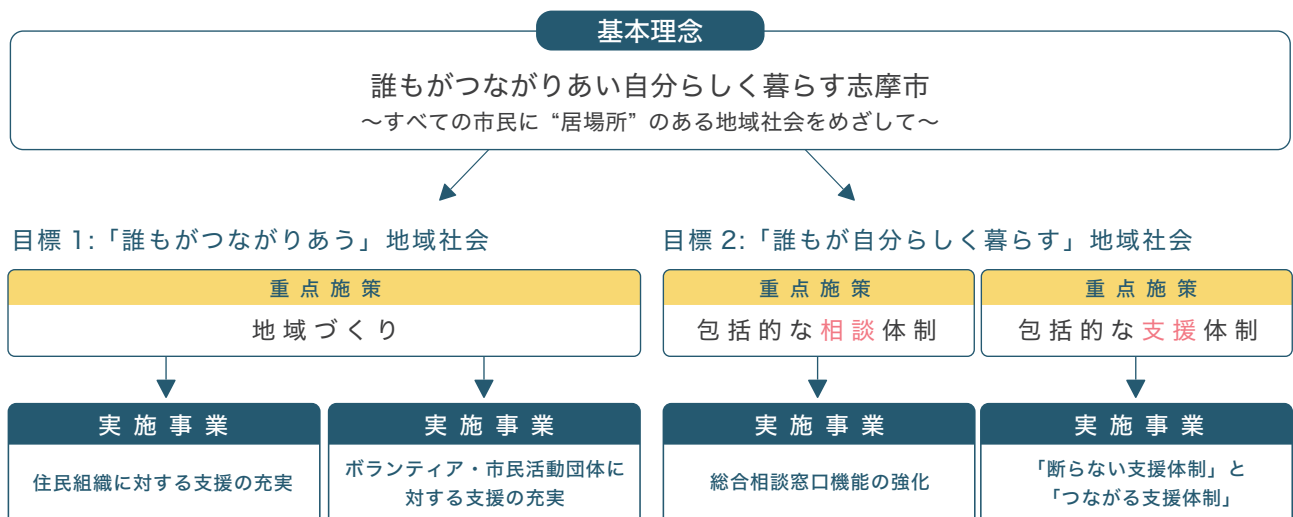 基本理念
誰もがつながりあい自分らしく暮らす志摩市
～すべての市民に“居場所”のある地域社会をめざして～
目標 1:「誰もがつながりあう」地域社会
重点施策
地域づくり
実施事業
住民組織に対する支援の充実
実施事業
ボランティア・市民活動団体に
対する支援の充実
目標 2:「誰もが自分らしく暮らす」地域社会
重点施策
包括的な相談体制
実施事業
総合相談窓口機能の強化
重点施策
包括的な支援体制
実施事業
「断らない支援体制」と
「つながる支援体制」